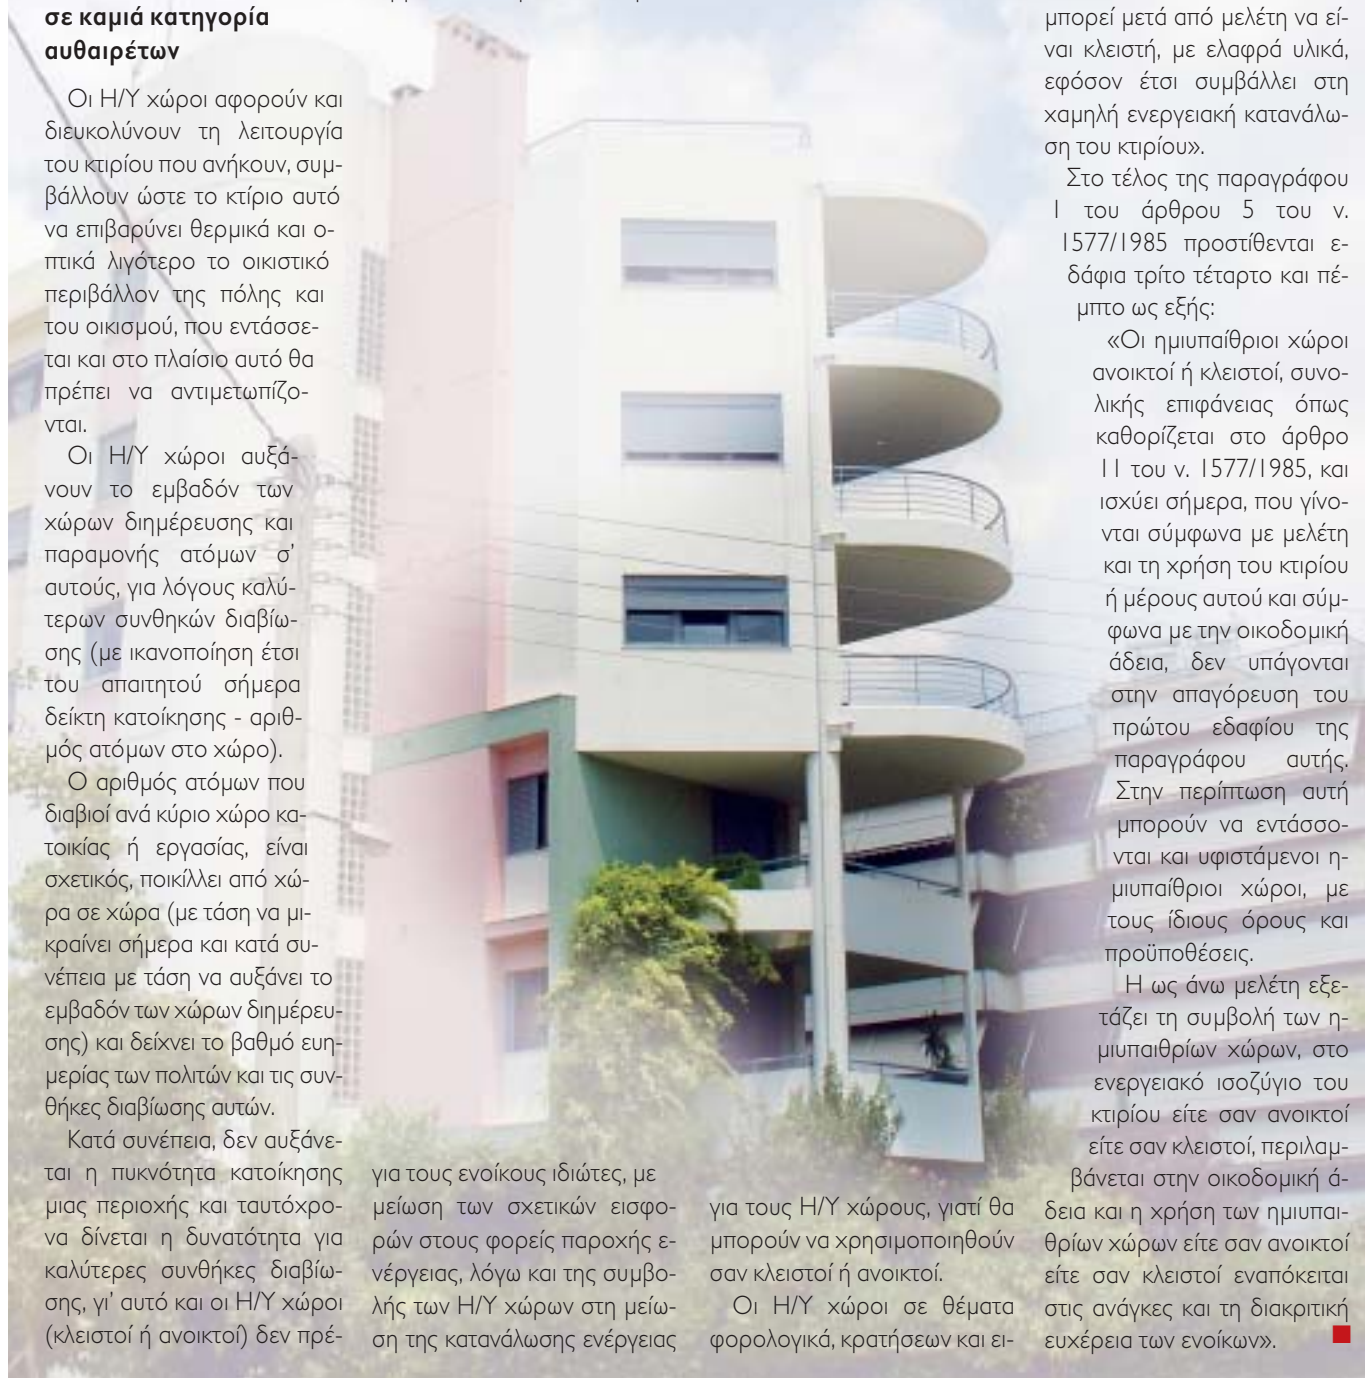 σε καμιά κατηγορία
αυθαιρέτων
Οι Η/Υ χώροι αφορούν και
διευκολύνουν τη λειτουργία
του κτιρίου που ανήκουν, συμ-
βάλλουν ώστε το κτίριο αυτό
να επιβαρύνει θερμικά και ο-
πτικά λιγότερο το οικιστικό
περιβάλλον της πόλης και
του οικισμού, που εντάσσε-
ται και στο πλαίσιο αυτό θα
πρέπει να αντιμετωπίζο-
νται.
Οι Η/Υ χώροι αυξά-
νουν το εμβαδόν των
χώρων διημέρευσης και
παραμονής ατόμων σ'
αυτούς, για λόγους καλύ-
τερων συνθηκών διαβίω-
σης (με ικανοποίηση έτσι
του απαιτητού σήμερα
δείκτη κατοίκησης - αριθ-
μός ατόμων στο χώρο).
Ο αριθμός ατόμων που
διαβιοί ανά κύριο χώρο κα-
τοικίας ή εργασίας, είναι
σχετικός, ποικίλλει από χώ-
ρα σε χώρα (με τάση να μι-
κραίνει σήμερα και κατά συ-
νέπεια με τάση να αυξάνει το
εμβαδόν των χώρων διημέρευ-
σης) και δείχνει το βαθμό ευη-
μερίας των πολιτών και τις συν-
θήκες διαβίωσης αυτών.
Κατά συνέπεια, δεν αυξάνε-
ται η πυκνότητα κατοίκησης
μιας περιοχής και ταυτόχρο-
να δίνεται η δυνατότητα για
καλύτερες συνθήκες διαβίω-
σης, γι' αυτό και οι Η/Υ χώροι
(κλειστοί ή ανοικτοί) δεν πρέ-
για τους ενοίκους ιδιώτες, με
μείωση των σχετικών εισφο-
ρών στους φορείς παροχής ε-
νέργειας, λόγω και της συμβο-
λής των Η/Υ χώρων στη μείω-
ση της κατανάλωσης ενέργειας
για τους Η/Υ χώρους, γιατί θα
μπορούν να χρησιμοποιηθούν
σαν κλειστοί ή ανοικτοί.
Οι Η/Υ χώροι σε θέματα
φορολογικά, κρατήσεων και ει-
μπορεί μετά από μελέτη να εί-
ναι κλειστή, με ελαφρά υλικά,
εφόσον έτσι συμβάλλει στη
χαμηλή ενεργειακή κατανάλω-
ση του κτιρίου».
Στο τέλος της παραγράφου
1 του άρθρου 5 του ν.
1577/1985 προστίθενται ε-
δάφια τρίτο τέταρτο και πέ-
μπτο ως εξής:
«Οι ημιυπαίθριοι χώροι
ανοικτοί ή κλειστοί, συνο-
λικής επιφάνειας όπως
καθορίζεται στο άρθρο
11 του ν. 1577/1985, και
ισχύει σήμερα, που γίνο-
νται σύμφωνα με μελέτη
και τη χρήση του κτιρίου
ή μέρους αυτού και σύμ-
φωνα με την οικοδομική
άδεια, δεν υπάγονται
στην απαγόρευση του
πρώτου εδαφίου της
παραγράφου αυτής.
Στην περίπτωση αυτή
μπορούν να εντάσσο-
νται και υφιστάμενοι η-
μιυπαίθριοι χώροι, με
τους ίδιους όρους και
προϋποθέσεις.
Η ως άνω μελέτη εξε-
τάζει τη συμβολή των η-
μιυπαιθρίων χώρων, στο
ενεργειακό ισοζύγιο του
κτιρίου είτε σαν ανοικτοί
είτε σαν κλειστοί, περιλαμ-
βάνεται στην οικοδομική ά-
δεια και η χρήση των ημιυπαι-
θρίων χώρων είτε σαν ανοικτοί
είτε σαν κλειστοί εναπόκειται
στις ανάγκες και τη διακριτική
ευχέρεια των ενοίκων».